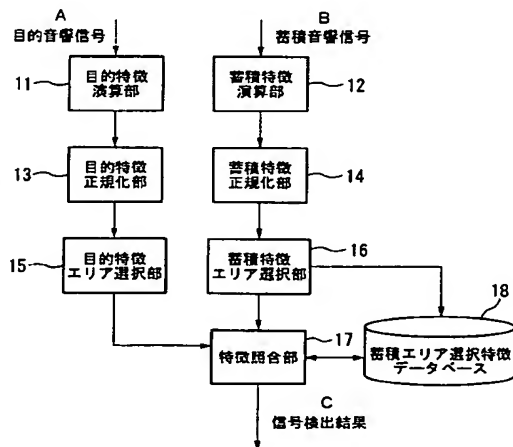 A
目的音響信号
B
蓄積音響信号
11
目的特徴
演算部
蓄積特徴
演算部
12
13
目的特徴
正規化部
蓄積特徴
正規化部
14
15
目的特徴
エリア選択部
蓄積特徴
エリア選択部
16
17
特徴照合部
18
蓄積エリア選択特徴
データベース
C
信号検出結果